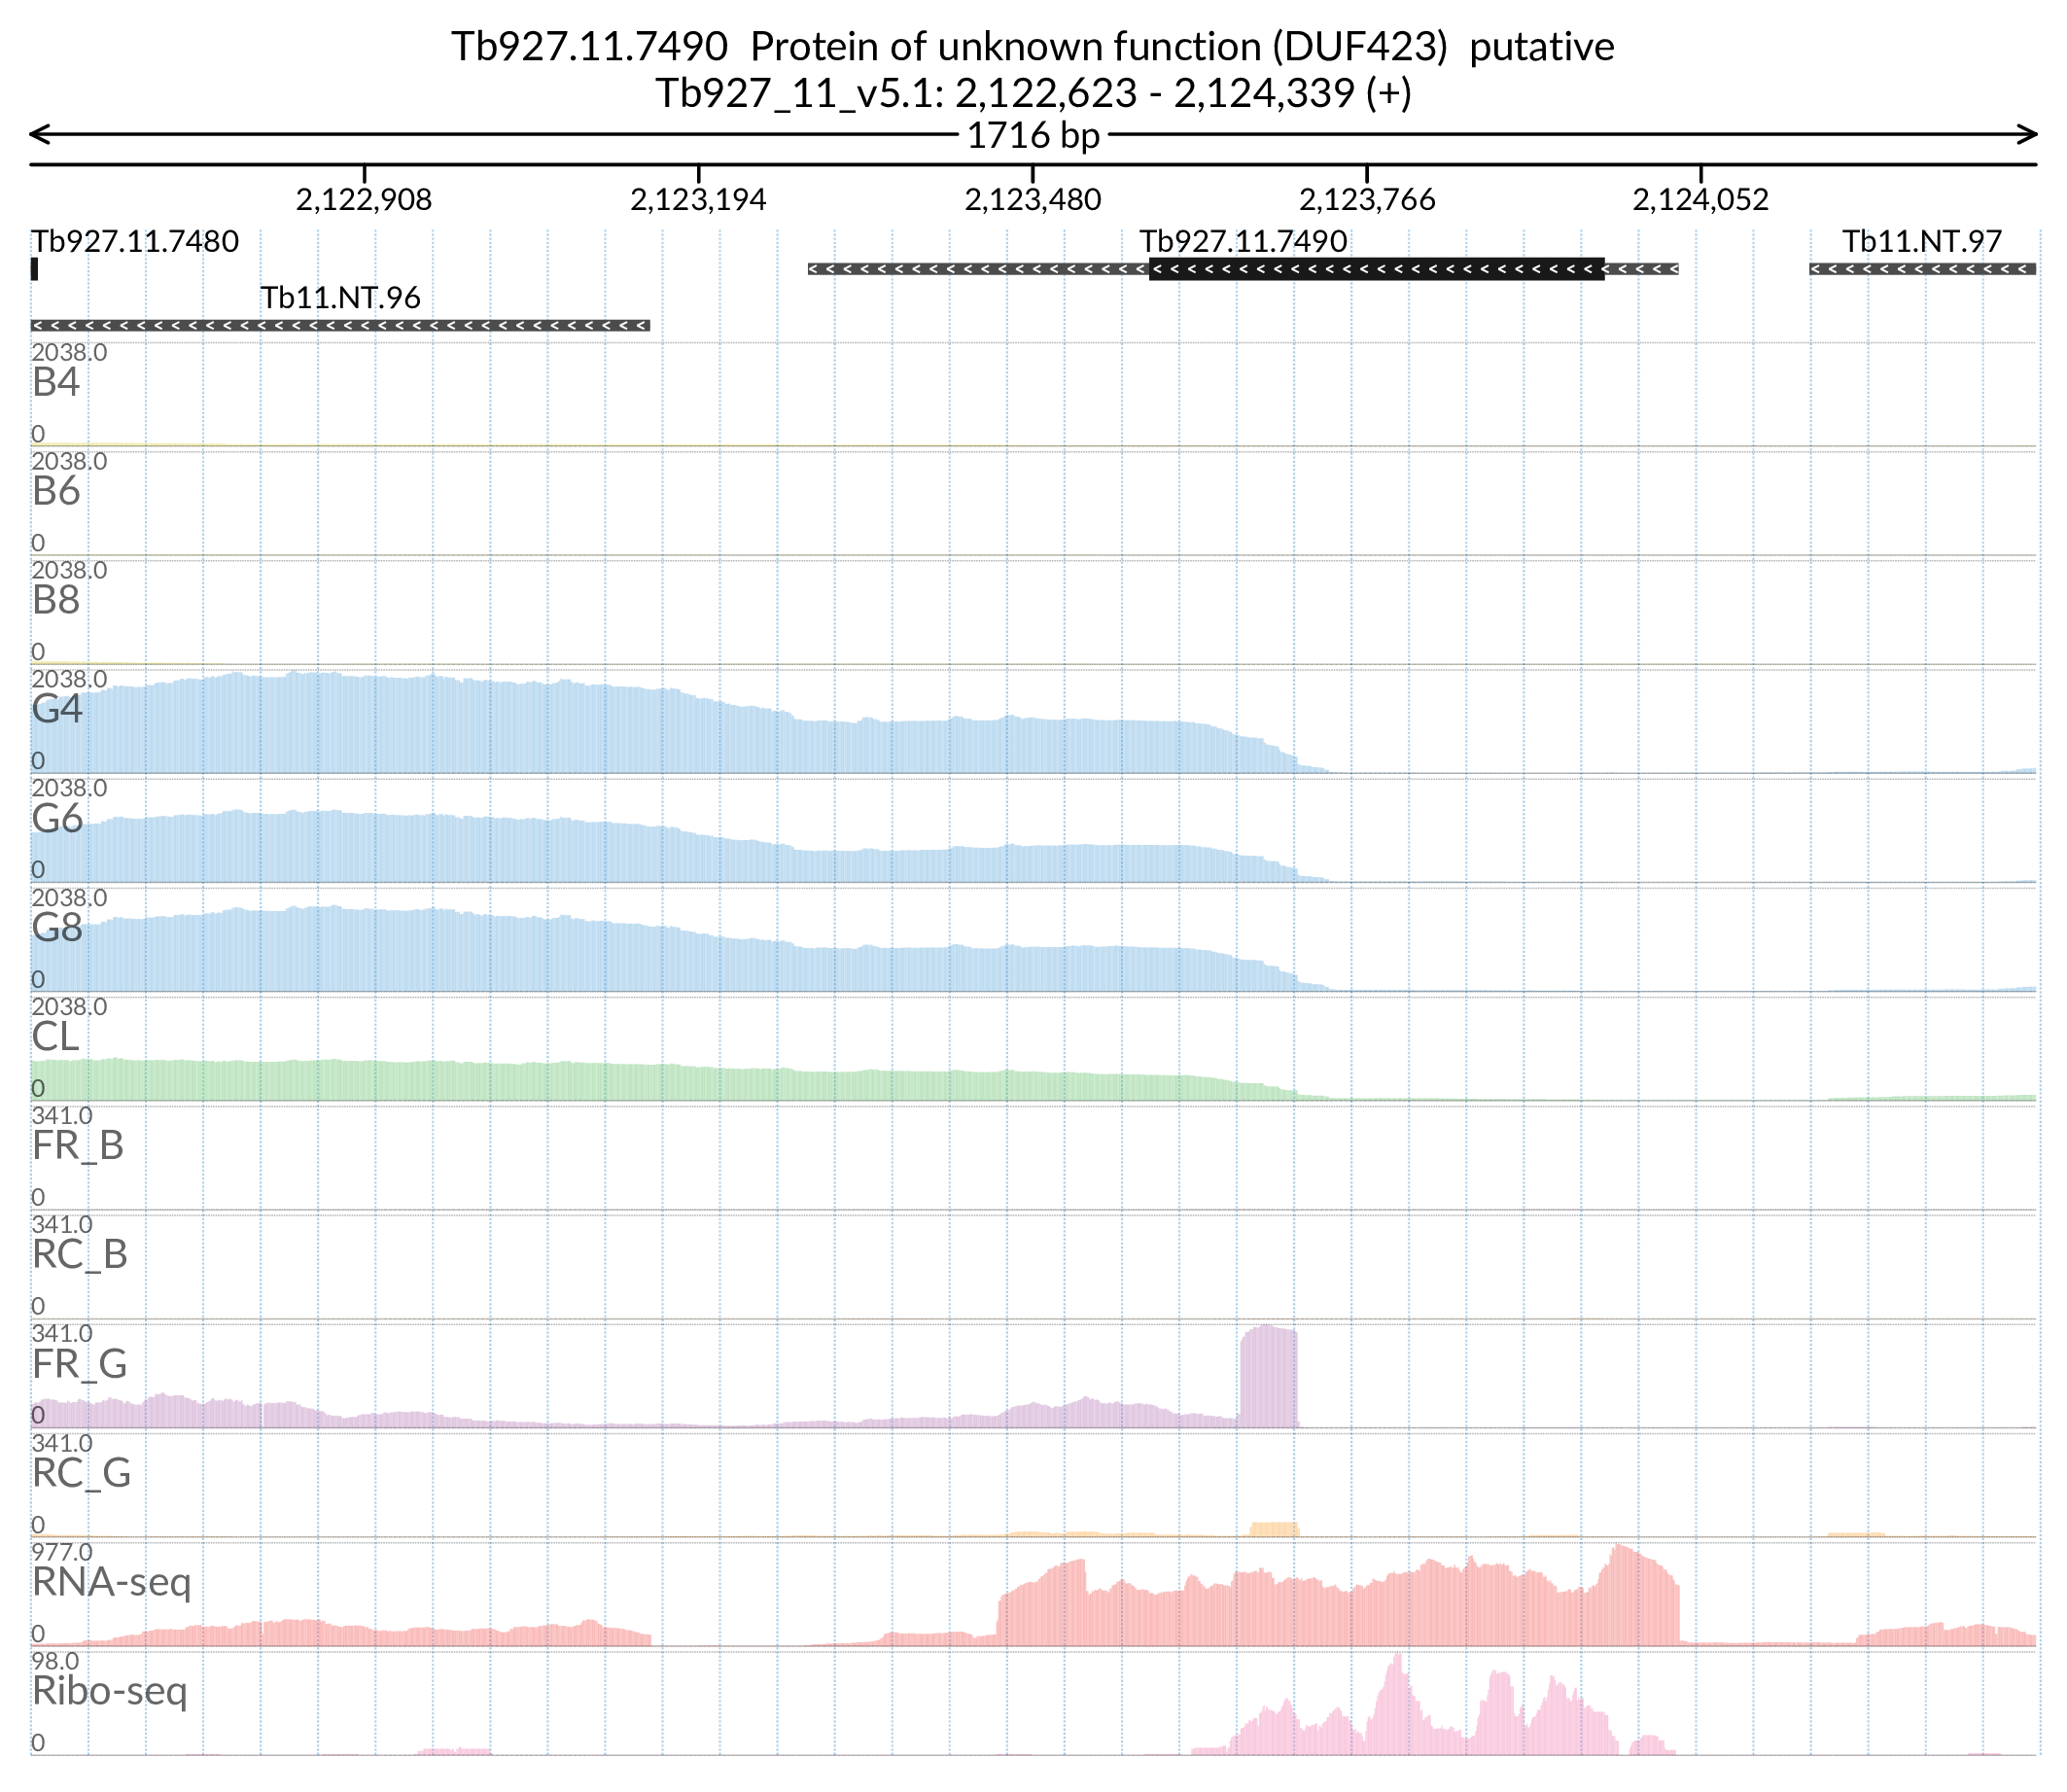 Tb927.11.7490  Protein of unknown function (DUF423)  putative
Tb927_11_v5.1: 2,122,623 - 2,124,339 (+)
1716 bp
2,122,908 2,123,194 2,123,480 2,123,766 2,124,052
Tb927.11.7480 Tb927.11.7490 Tb11.NT.97
Tb11.NT.96
2038.0
B4
0
2038.0
B6
0
2038.0
B8
0
2038.0
G4
0
2038.0
G6
0
2038.0
G8
0
2038.0
CL
0
341.0
FR_B
0
341.0
RC_B
0
341.0
FR_G
0
341.0
RC_G
0
977.0
RNA-seq
0
98.0
Ribo-seq
0